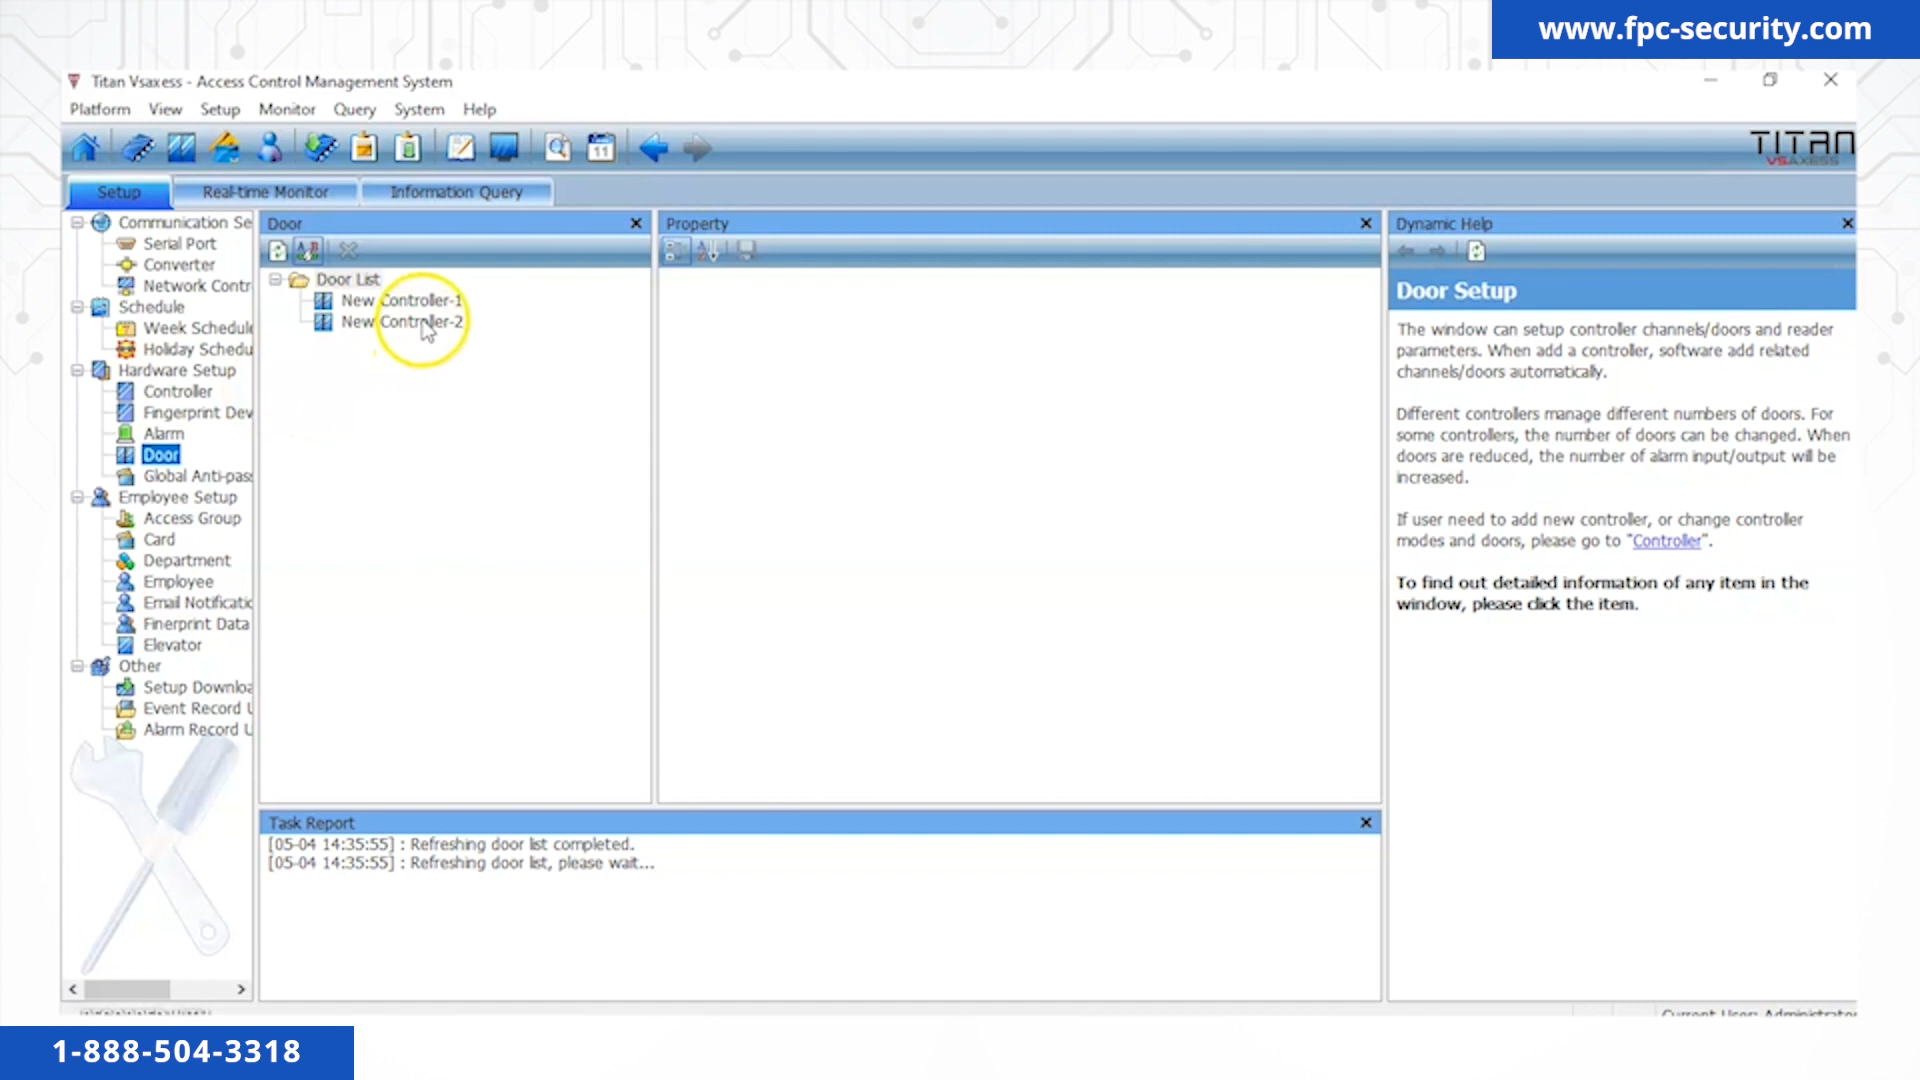 www.fpc-security.com
Titan Vsaxess - Access Control Management System
Platform View Setup Monitor Query System Help
11
TITAN
VSAXESS
Setup Real-time Monitor Information Query
Communication Se
Serial Port
Converter
Network Contr
Schedule
Week Schedule
Holiday Schedu
Hardware Setup
Controller
Fingerprint Dev
Alarm
Door
Global Anti-pass
Employee Setup
Access Group
Card
Department
Employee
Email Notificatic
Finerprint Data
Elevator
Other
Setup Downloa
Event Record U
Alarm Record U
Door
Door List
New Controller-1
New Controller-2
Property
Dynamic Help
Door Setup
The window can setup controller channels/doors and reader
parameters. When add a controller, software add related
channels/doors automatically.
Different controllers manage different numbers of doors. For
some controllers, the number of doors can be changed. When
doors are reduced, the number of alarm input/output will be
increased.
If user need to add new controller, or change controller
modes and doors, please go to "Controller".
To find out detailed information of any item in the
window, please click the item.
Task Report
[05-04 14:35:55] : Refreshing door list completed.
[05-04 14:35:55] : Refreshing door list, please wait...
Current User: Administrator
1-888-504-3318